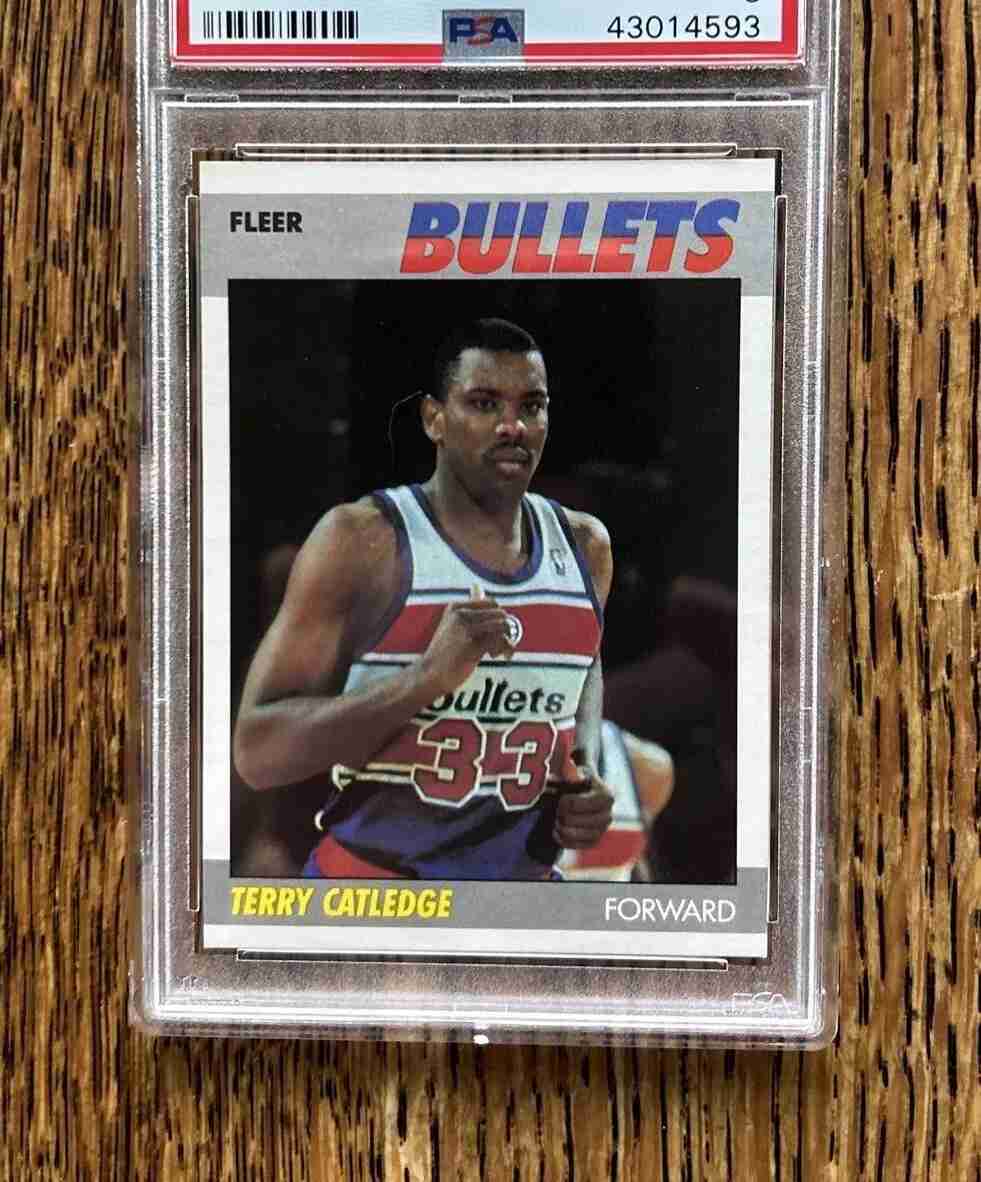 PSA
43014593
FLEER
BULLETS
bullets
33
TERRY CATLEDGE
FORWARD
PSA